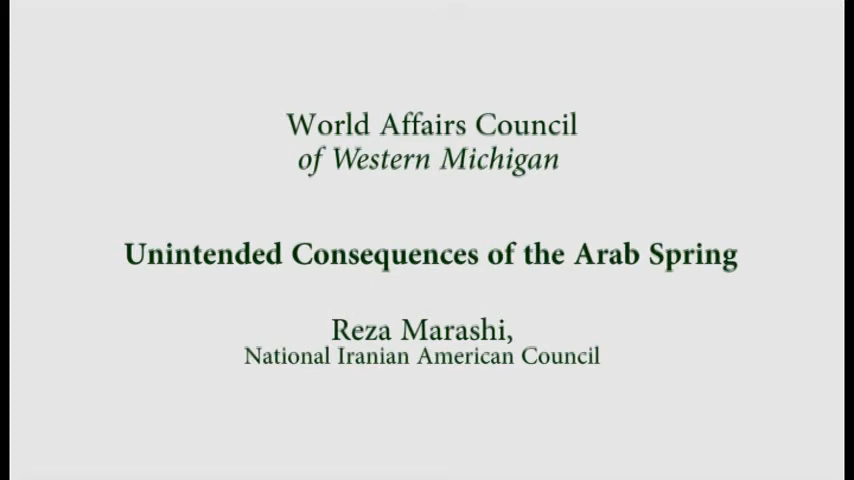 World Affairs Council
of Western Michigan
Unintended Consequences of the Arab Spring
Reza Marashi,
National Iranian American Council